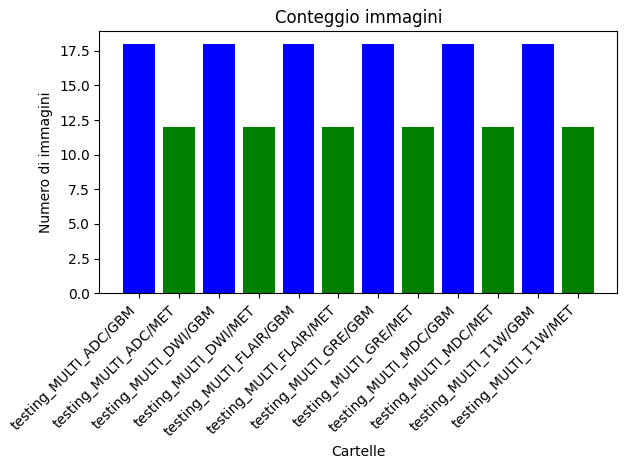 Conteggio immagini
Numero di immagini
17.5
15.0
12.5
10.0
7.5
5.0
2.5
0.0
testing_MULTI_ADC/GBM
testing_MULTI_ADC/MET
testing_MULTI_DWI/GBM
testing_MULTI_DWI/MET
testing_MULTI_FLAIR/GBM
testing_MULTI_FLAIR/MET
testing_MULTI_GRE/GBM
testing_MULTI_GRE/MET
testing_MULTI_MDC/GBM
testing_MULTI_MDC/MET
testing_MULTI_T1W/GBM
testing_MULTI_T1W/MET
Cartelle